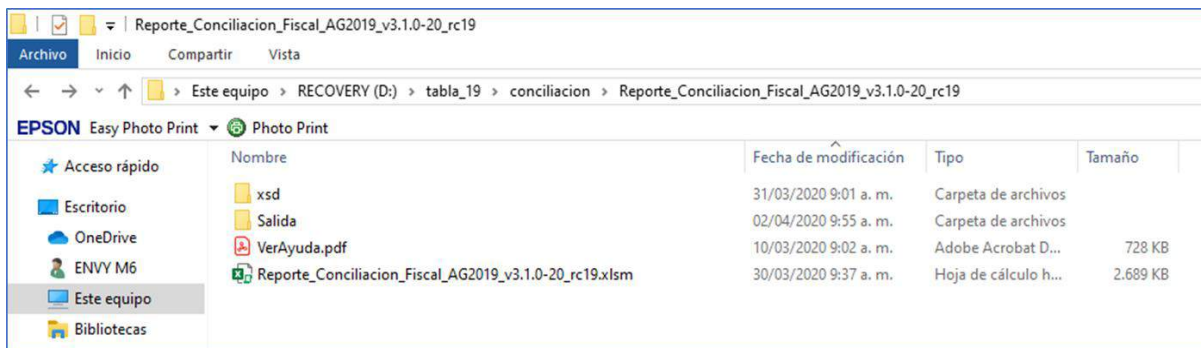 Reporte_Conciliacion_Fiscal_AG2019_v3.1.0-20_rc19
Archivo Inicio Compartir Vista
Este equipo > RECOVERY (D:) > tabla_19 > conciliacion > Reporte_Conciliacion_Fiscal_AG2019_v3.1.0-20_rc19
EPSON Easy Photo Print Photo Print
Acceso rápido
Escritorio
OneDrive
ENVY M6
Este equipo
Bibliotecas
Nombre Fecha de modificación Tipo Tamaño
xsd 31/03/2020 9:01 a. m. Carpeta de archivos
Salida 02/04/2020 9:55 a. m. Carpeta de archivos
VerAyuda.pdf 10/03/2020 9:02 a. m. Adobe Acrobat D... 728 KB
Reporte_Conciliacion_Fiscal_AG2019_v3.1.0-20_rc19.xlsm 30/03/2020 9:37 a. m. Hoja de cálculo h... 2.689 KB